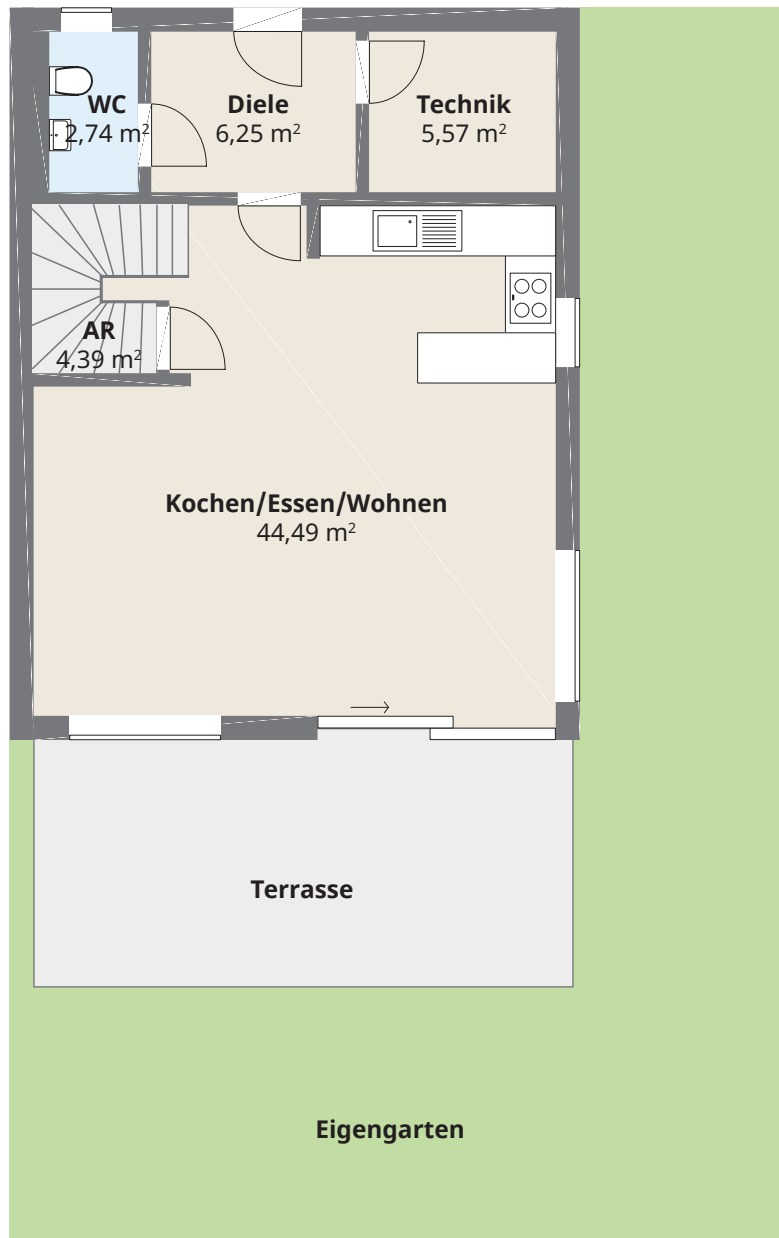 WC
2,74 m²
Diele
6,25 m²
Technik
5,57 m²
AR
4,39 m²
Kochen/Essen/Wohnen
44,49 m²
Terrasse
Eigengarten